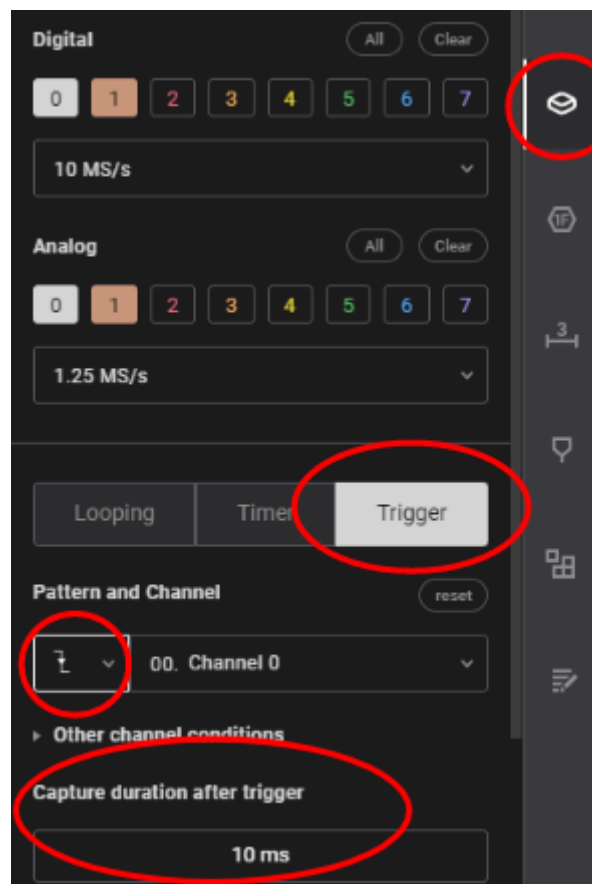 Digital All Clear
0 1 2 3 4 5 6 7
10 MS/s
Analog All Clear
0 1 2 3 4 5 6 7
1.25 MS/s
Looping Timer Trigger
Pattern and Channel reset
00. Channel 0
Other channel conditions
Capture duration after trigger
10 ms
1F
3